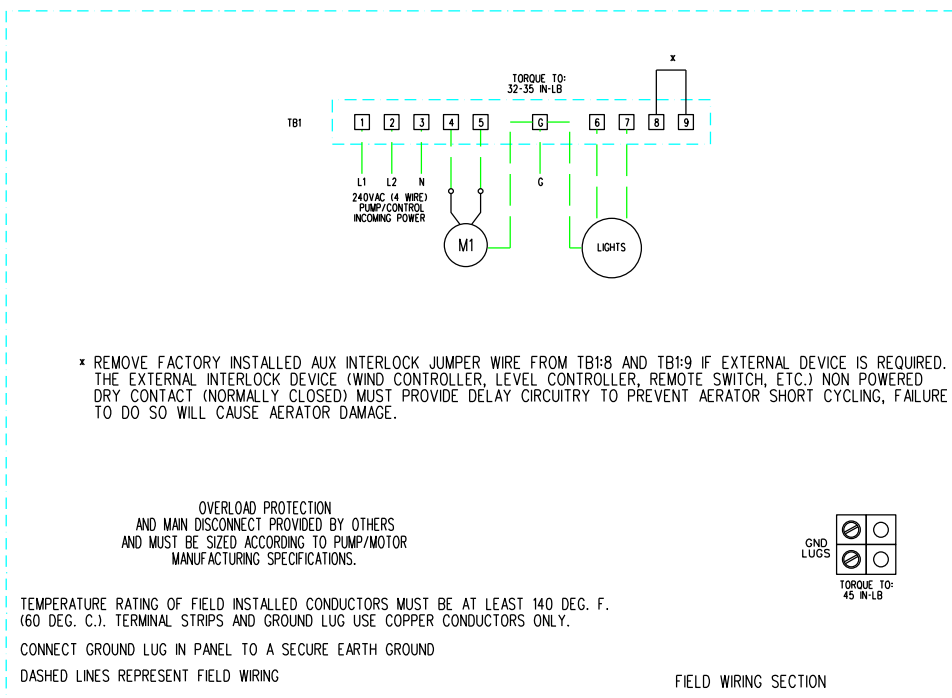 x
TORQUE TO:
32-35 IN-LB
TB1 1 2 3 4 5 G 6 7 8 9
L1 L2 N G
240VAC (4 WIRE)
PUMP/CONTROL
INCOMING POWER
M1
LIGHTS
x REMOVE FACTORY INSTALLED AUX INTERLOCK JUMPER WIRE FROM TB1:8 AND TB1:9 IF EXTERNAL DEVICE IS REQUIRED.
THE EXTERNAL INTERLOCK DEVICE (WIND CONTROLLER, LEVEL CONTROLLER, REMOTE SWITCH, ETC.) NON POWERED
DRY CONTACT (NORMALLY CLOSED) MUST PROVIDE DELAY CIRCUITRY TO PREVENT AERATOR SHORT CYCLING, FAILURE
TO DO SO WILL CAUSE AERATOR DAMAGE.
OVERLOAD PROTECTION
AND MAIN DISCONNECT PROVIDED BY OTHERS
AND MUST BE SIZED ACCORDING TO PUMP/MOTOR
MANUFACTURING SPECIFICATIONS.
GND
LUGS
TORQUE TO:
45 IN-LB
TEMPERATURE RATING OF FIELD INSTALLED CONDUCTORS MUST BE AT LEAST 140 DEG. F.
(60 DEG. C.). TERMINAL STRIPS AND GROUND LUG USE COPPER CONDUCTORS ONLY.
CONNECT GROUND LUG IN PANEL TO A SECURE EARTH GROUND
DASHED LINES REPRESENT FIELD WIRING
FIELD WIRING SECTION